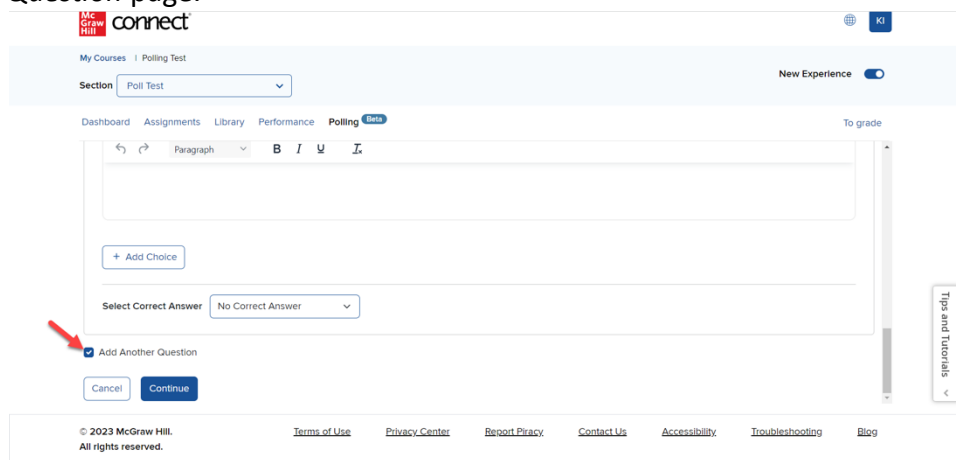 Question page.
Mc Graw Hill connect
KI
My Courses | Polling Test
New Experience
Section Poll Test
Dashboard Assignments Library Performance Polling Beta To grade
Paragraph B I U Tx
+ Add Choice
Select Correct Answer No Correct Answer
Add Another Question
Cancel Continue
Tips and Tutorials
© 2023 McGraw Hill. Terms of Use Privacy Center Report Piracy Contact Us Accessibility Troubleshooting Blog
All rights reserved.